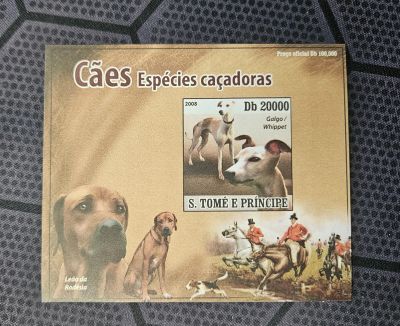 Preço oficial Db 100,000
Cães Espécies caçadoras
2008
Db 20000
Galgo /
Whippet
S. TOMÉ E PRÍNCIPE
Leão da
Rodésia